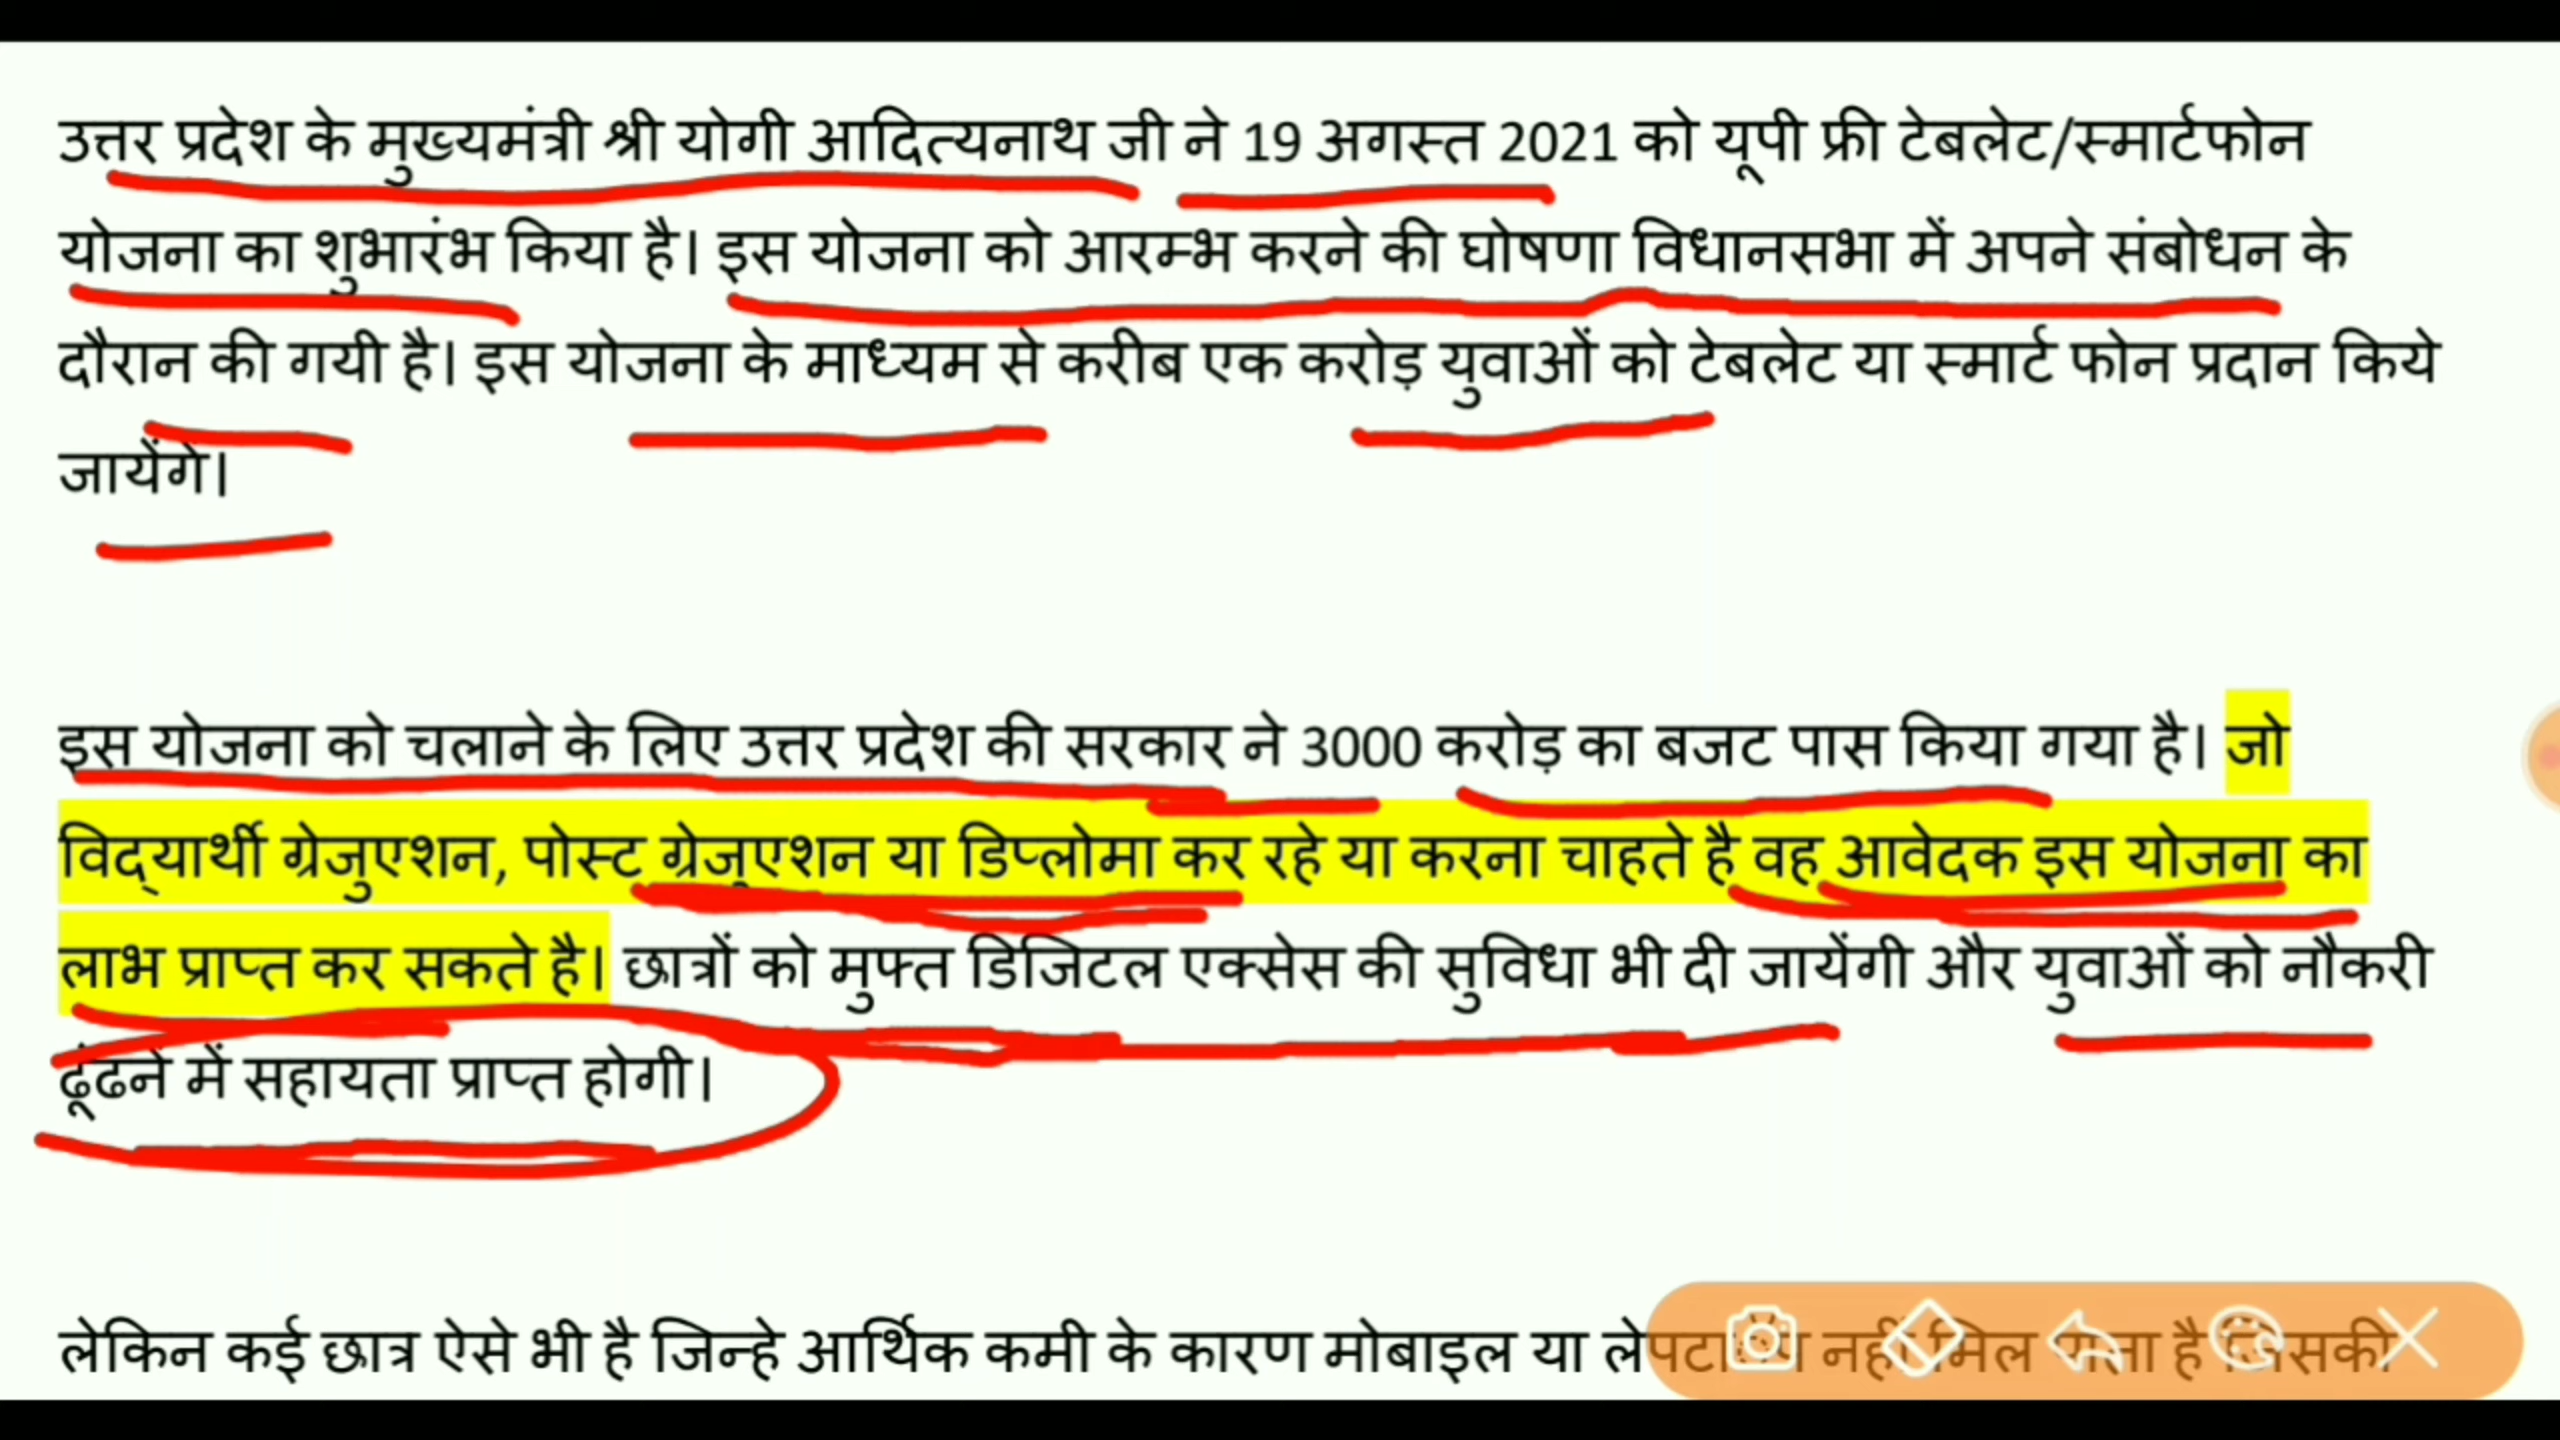 उत्तर प्रदेश के मुख्यमंत्री श्री योगी आदित्यनाथ जी ने 19 अगस्त 2021 को यूपी फ्री टेबलेट/स्मार्टफोन
योजना का शुभारंभ किया है। इस योजना को आरम्भ करने की घोषणा विधानसभा में अपने संबोधन के
दौरान की गयी है। इस योजना के माध्यम से करीब एक करोड़ युवाओं को टेबलेट या स्मार्ट फोन प्रदान किये
जायेंगे।
इस योजना को चलाने के लिए उत्तर प्रदेश की सरकार ने 3000 करोड़ का बजट पास किया गया है। जो
विद्यार्थी ग्रेजुएशन, पोस्ट ग्रेजुएशन या डिप्लोमा कर रहे या करना चाहते है वह आवेदक इस योजना का
लाभ प्राप्त कर सकते है। छात्रों को मुफ्त डिजिटल एक्सेस की सुविधा भी दी जायेंगी और युवाओं को नौकरी
ढूंढने में सहायता प्राप्त होगी।
लेकिन कई छात्र ऐसे भी है जिन्हे आर्थिक कमी के कारण मोबाइल या नहीं मिल है जिसकी